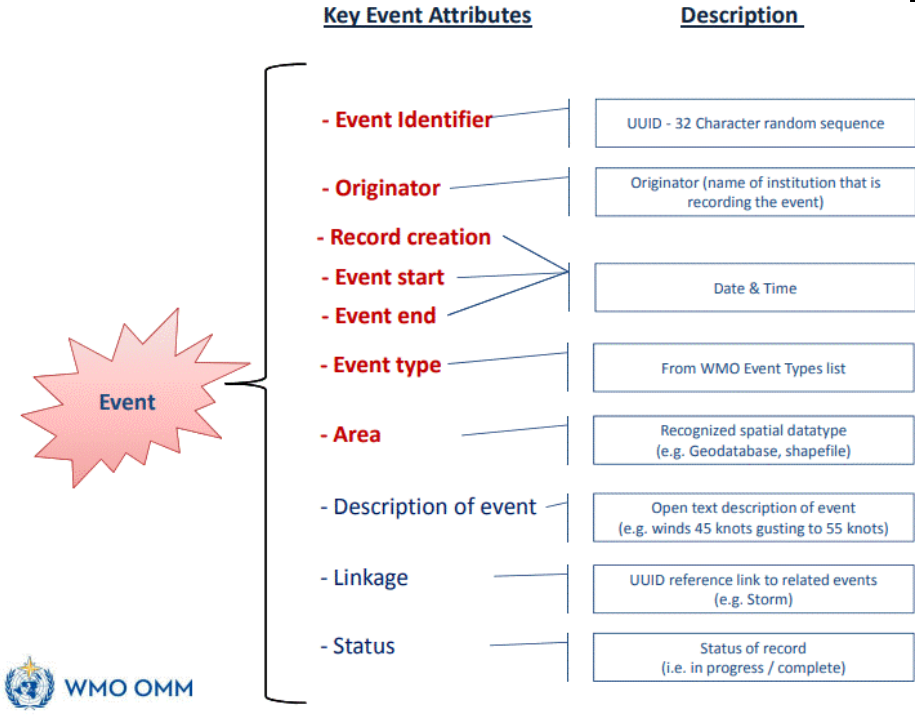 Key Event Attributes
Description
- Event Identifier
UUID - 32 Character random sequence
- Originator
Originator (name of institution that is
recording the event)
- Record creation
- Event start
- Event end
Date & Time
- Event type
From WMO Event Types list
Event
- Area
Recognized spatial datatype
(e.g. Geodatabase, shapefile)
- Description of event
Open text description of event
(e.g. winds 45 knots gusting to 55 knots)
- Linkage
UUID reference link to related events
(e.g. Storm)
- Status
Status of record
(i.e. in progress / complete)
WMO OMM